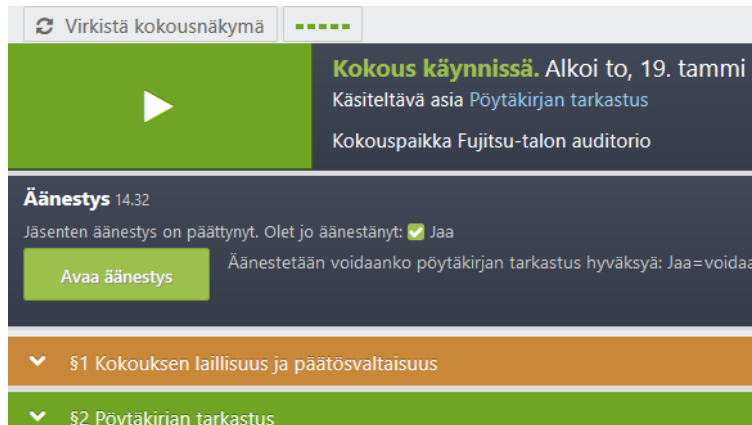 Virkistä kokousnäkymä
Kokous käynnissä. Alkoi to, 19. tammi
Käsiteltävä asia Pöytäkirjan tarkastus
Kokouspaikka Fujitsu-talon auditorio
Äänestys 14.32
Jäsenten äänestys on päättynyt. Olet jo äänestänyt: Jaa
Avaa äänestys
Äänestetään voidaanko pöytäkirjan tarkastus hyväksyä: Jaa=voidaa
§1 Kokouksen laillisuus ja päätösvaltaisuus
§2 Pöytäkirjan tarkastus